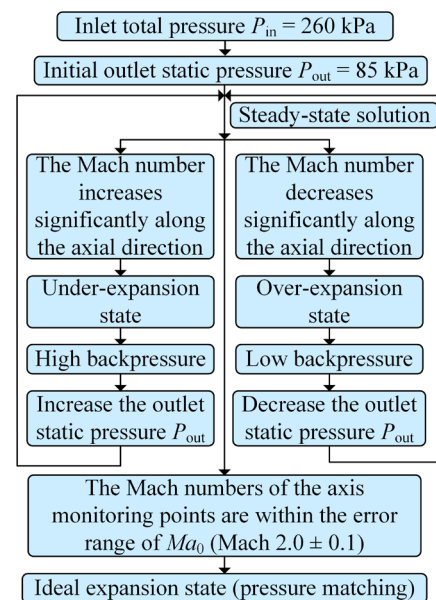 Inlet total pressure Pin = 260 kPa
Initial outlet static pressure Pout = 85 kPa
Steady-state solution
The Mach number
increases
significantly along
the axial direction
Under-expansion
state
High backpressure
Increase the outlet
static pressure Pout
The Mach number
decreases
significantly along
the axial direction
Over-expansion
state
Low backpressure
Decrease the outlet
static pressure Pout
The Mach numbers of the axis
monitoring points are within the error
range of Ma0 (Mach 2.0 ± 0.1)
Ideal expansion state (pressure matching)